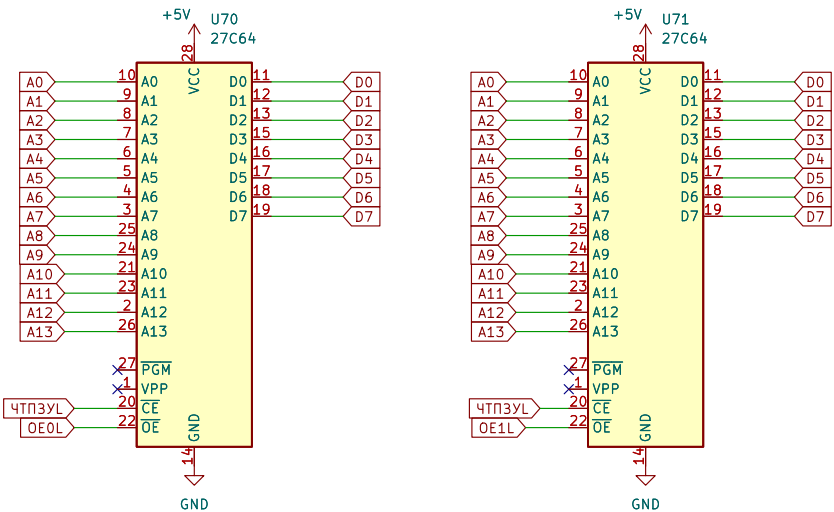 +5V U70
27C64
28
VCC
A0 10 A0 D0 11 D0
A1 9 A1 D1 12 D1
A2 8 A2 D2 13 D2
A3 7 A3 D3 15 D3
A4 6 A4 D4 16 D4
A5 5 A5 D5 17 D5
A6 4 A6 D6 18 D6
A7 3 A7 D7 19 D7
A8 25 A8
A9 24 A9
A10 21 A10
A11 23 A11
A12 2 A12
A13 26 A13
27 PGM
1 VPP
ЧТПЗУL 20 CE
OE0L 22 OE
GND
14
GND
+5V U71
27C64
28
VCC
A0 10 A0 D0 11 D0
A1 9 A1 D1 12 D1
A2 8 A2 D2 13 D2
A3 7 A3 D3 15 D3
A4 6 A4 D4 16 D4
A5 5 A5 D5 17 D5
A6 4 A6 D6 18 D6
A7 3 A7 D7 19 D7
A8 25 A8
A9 24 A9
A10 21 A10
A11 23 A11
A12 2 A12
A13 26 A13
27 PGM
1 VPP
ЧТПЗУL 20 CE
OE1L 22 OE
GND
14
GND